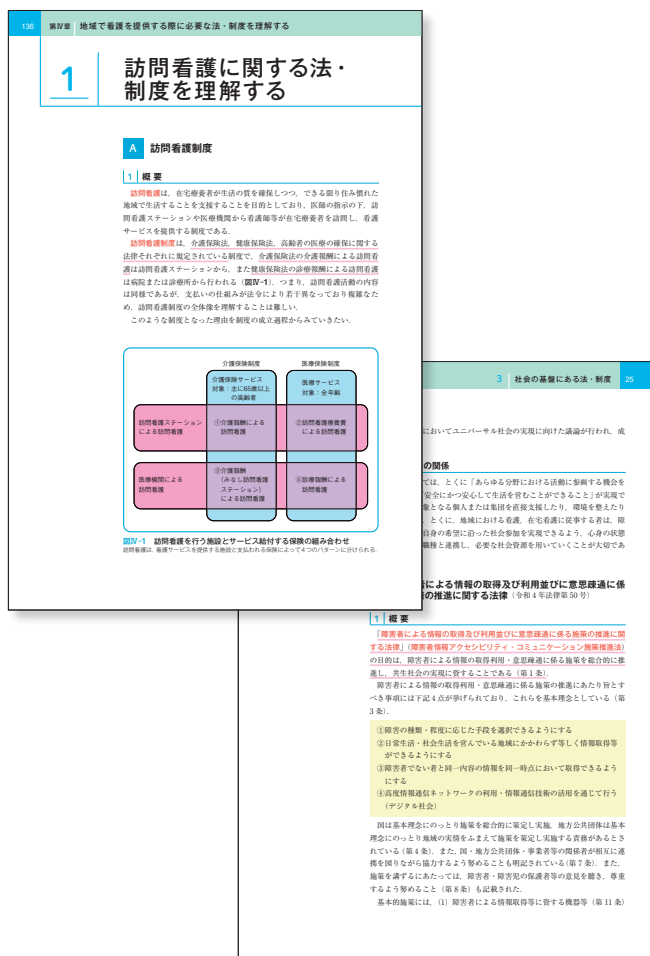 136 第Ⅳ章 地域で看護を提供する際に必要な法・制度を理解する
1
訪問看護に関する法・
制度を理解する
A 訪問看護制度
1 概 要
訪問看護は，在宅療養者が生活の質を確保しつつ，できる限り住み慣れた
地域で生活することを支援することを目的としており，医師の指示の下，訪
問看護ステーションや医療機関から看護師等が在宅療養者を訪問し，看護
サービスを提供する制度である．
訪問看護制度は，介護保険法，健康保険法，高齢者の医療の確保に関する
法律それぞれに規定されている制度で，介護保険法の介護報酬による訪問看
護は訪問看護ステーションから，また健康保険法の診療報酬による訪問看護
は病院または診療所から行われる（図Ⅳ-1）．つまり，訪問看護活動の内容
は同様であるが，支払いの仕組みが法令により若干異なっており複雑なた
め，訪問看護制度の全体像を理解することは難しい．
このような制度となった理由を制度の成立過程からみていきたい．
介護保険制度
医療保険制度
介護保険サービス
対象：主に65歳以上
の高齢者
医療サービス
対象：全年齢
訪問看護ステーション
による訪問看護
①介護報酬による
訪問看護
②訪問看護療養費
による訪問看護
医療機関による
訪問看護
③介護報酬
（みなし訪問看護
ステーション）
による訪問看護
④診療報酬による
訪問看護
図Ⅳ-1 訪問看護を行う施設とサービス給付する保険の組み合わせ
訪問看護は，看護サービスを提供する施設と支払われる保険によって4つのパターンに分けられる．
3 社会の基盤にある法・制度 25
においてユニバーサル社会の実現に向けた議論が行われ，成
の関係
ては，とくに「あらゆる分野における活動に参画する機会を
安全にかつ安心して生活を営むことができること」が実現で
象となる個人または集団を直接支援したり，環境を整えたり
．とくに，地域における看護，在宅看護に従事する者は，障
自身の希望に沿った社会参加を実現できるよう，心身の状態
職種と連携し，必要な社会資源を用いていくことが大切であ
による情報の取得及び利用並びに意思疎通に係
の推進に関する法律（令和4年法律第50号）
1 概 要
「障害者による情報の取得及び利用並びに意思疎通に係る施策の推進に関
する法律」（障害者情報アクセシビリティ・コミュニケーション施策推進法）
の目的は，障害者による情報の取得利用・意思疎通に係る施策を総合的に推
進し，共生社会の実現に資することである（第1条）．
障害者による情報の取得利用・意思疎通に係る施策の推進にあたり旨とす
べき事項には下記4点が挙げられており，これらを基本理念としている（第
3条）．
①障害の種類・程度に応じた手段を選択できるようにする
②日常生活・社会生活を営んでいる地域にかかわらず等しく情報取得等
ができるようにする
③障害者でない者と同一内容の情報を同一時点において取得できるよう
にする
④高度情報通信ネットワークの利用・情報通信技術の活用を通じて行う
（デジタル社会）
国は基本理念にのっとり施策を総合的に策定し実施，地方公共団体は基本
理念にのっとり地域の実情をふまえて施策を策定し実施する責務があるとさ
れている（第4条）．また，国・地方公共団体・事業者等の関係者が相互に連
携を図りながら協力するよう努めることも明記されている（第7条）．また，
施策を講ずるにあたっては，障害者・障害児の保護者等の意見を聴き，尊重
するよう努めること（第8条）も記された．
基本的施策には，(1) 障害者による情報取得等に資する機器等（第11条）